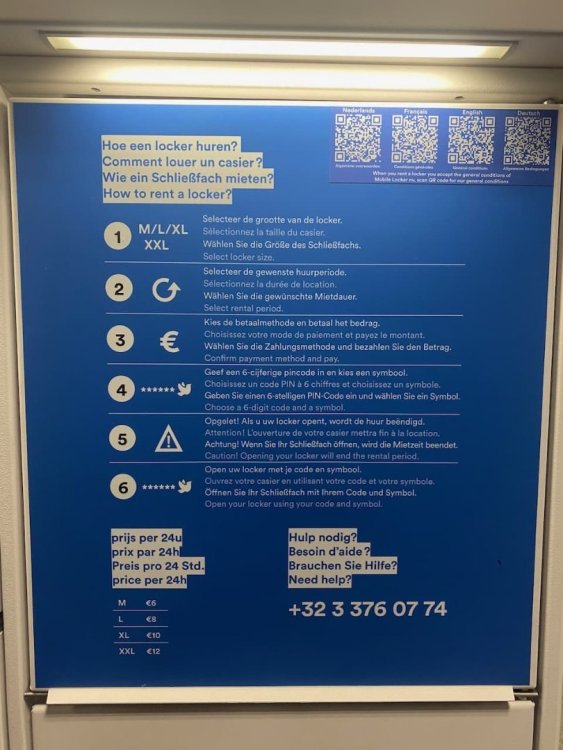 Nederlands Français English Deutsch
Algemene voorwaarden Conditions générales General conditions Allgemeine Bedingungen
When you rent a locker you accept the general conditions of
Mobile Locker nv, scan QR code for our general conditions
Hoe een locker huren?
Comment louer un casier?
Wie ein Schließfach mieten?
How to rent a locker?
1 M/L/XL
XXL
Selecteer de grootte van de locker.
Sélectionnez la taille du casier.
Wählen Sie die Größe des Schließfachs.
Select locker size.
2
Selecteer de gewenste huurperiode.
Sélectionnez la durée de location.
Wählen Sie die gewünschte Mietdauer.
Select rental period.
3 €
Kies de betaalmethode en betaal het bedrag.
Choisissez votre mode de paiement et payez le montant.
Wählen Sie die Zahlungsmethode und bezahlen Sie den Betrag.
Confirm payment method and pay.
4 ******
Geef een 6-cijferige pincode in en kies een symbool.
Choisissez un code PIN à 6 chiffres et choisissez un symbole.
Geben Sie einen 6-stelligen PIN-Code ein und wählen Sie ein Symbol.
Choose a 6-digit code and a symbol.
5 !
Opgelet! Als u uw locker opent, wordt de huur beëindigd.
Attention! L'ouverture de votre casier mettra fin à la location.
Achtung! Wenn Sie Ihr Schließfach öffnen, wird die Mietzeit beendet.
Caution! Opening your locker will end the rental period.
6 ******
Open uw locker met je code en symbool.
Ouvrez votre casier en utilisant votre code et votre symbole.
Öffnen Sie Ihr Schließfach mit Ihrem Code und Symbol.
Open your locker using your code and symbol.
prijs per 24u
prix par 24h
Preis pro 24 Std.
price per 24h
M €6
L €8
XL €10
XXL €12
Hulp nodig?
Besoin d'aide?
Brauchen Sie Hilfe?
Need help?
+32 3 376 07 74